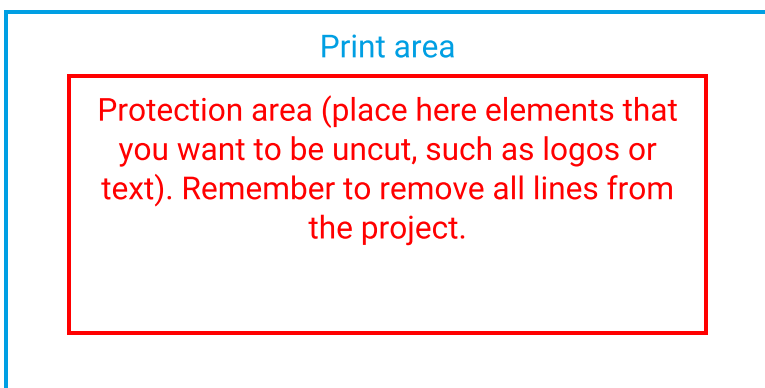 Print area
Protection area (place here elements that
you want to be uncut, such as logos or
text). Remember to remove all lines from
the project.